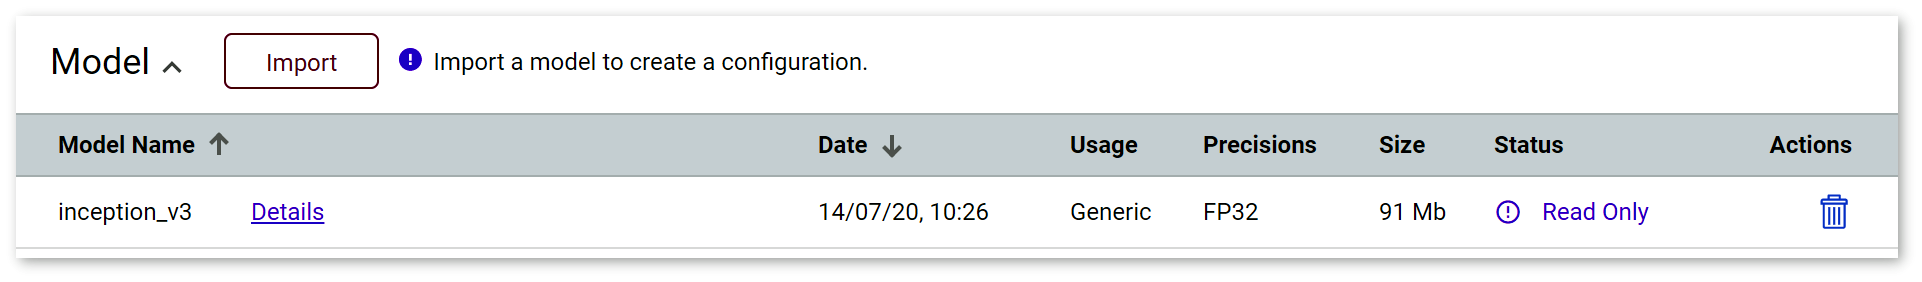 Model Import Import a model to create a configuration.
Model Name Date Usage Precisions Size Status Actions
inception_v3 Details 14/07/20, 10:26 Generic FP32 91 Mb Read Only